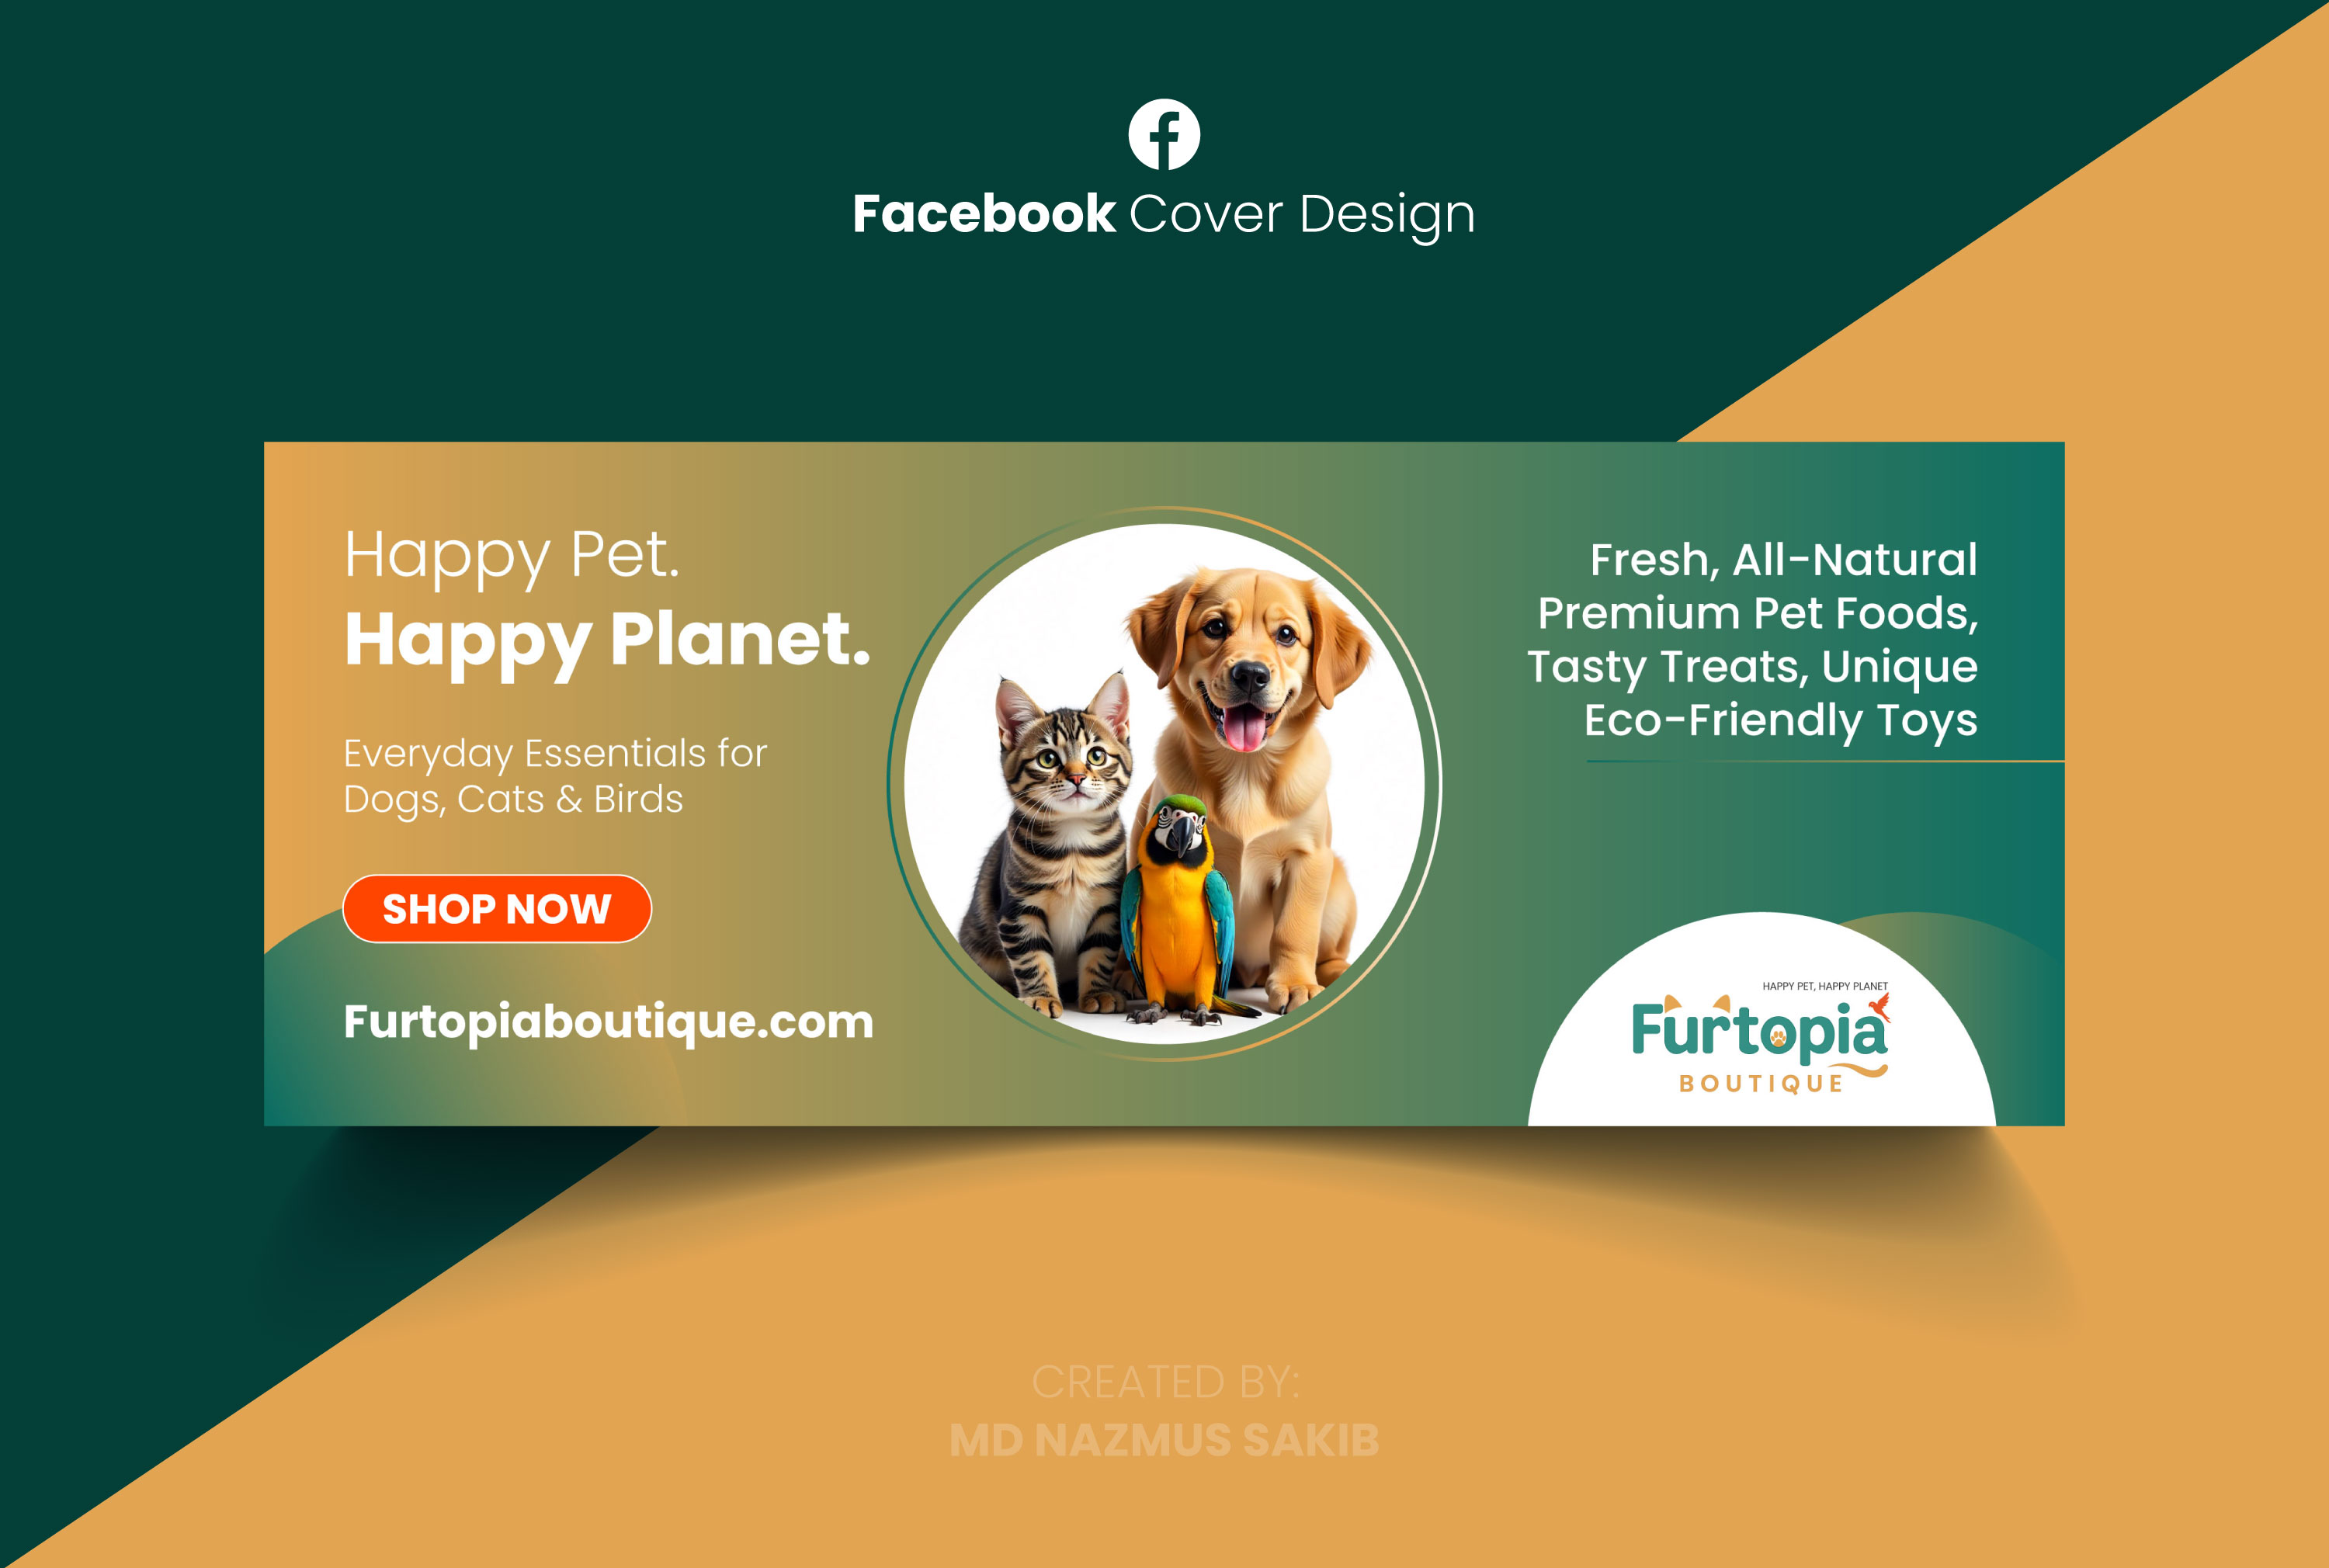 Facebook Cover Design
Happy Pet.
Happy Planet.
Everyday Essentials for
Dogs, Cats & Birds
SHOP NOW
Furtopiaboutique.com
Fresh, All-Natural
Premium Pet Foods,
Tasty Treats, Unique
Eco-Friendly Toys
HAPPY PET, HAPPY PLANET
Furtopia
BOUTIQUE
CREATED BY:
MD NAZMUS SAKIB